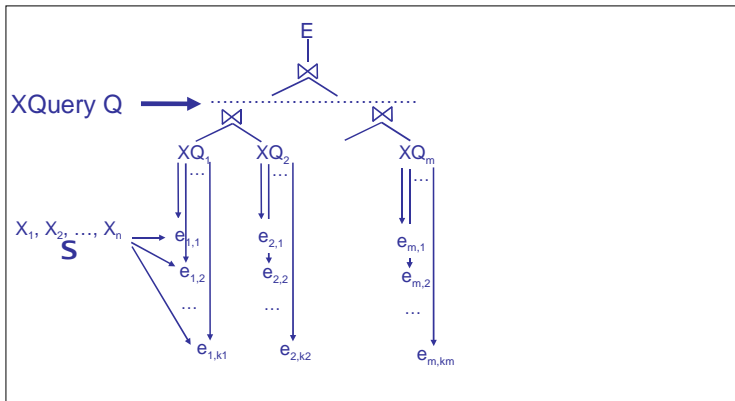 E
⋈
⋈ ⋈
XQuery Q
XQ₁ XQ₂ XQₘ
... ... ...
X₁, X₂, ..., Xₙ
S
e₁,₁ e₂,₁ eₘ,₁
e₁,₂ e₂,₂ eₘ,₂
... ... ...
e₁,ₖ₁ e₂,ₖ₂ eₘ,ₖₘ